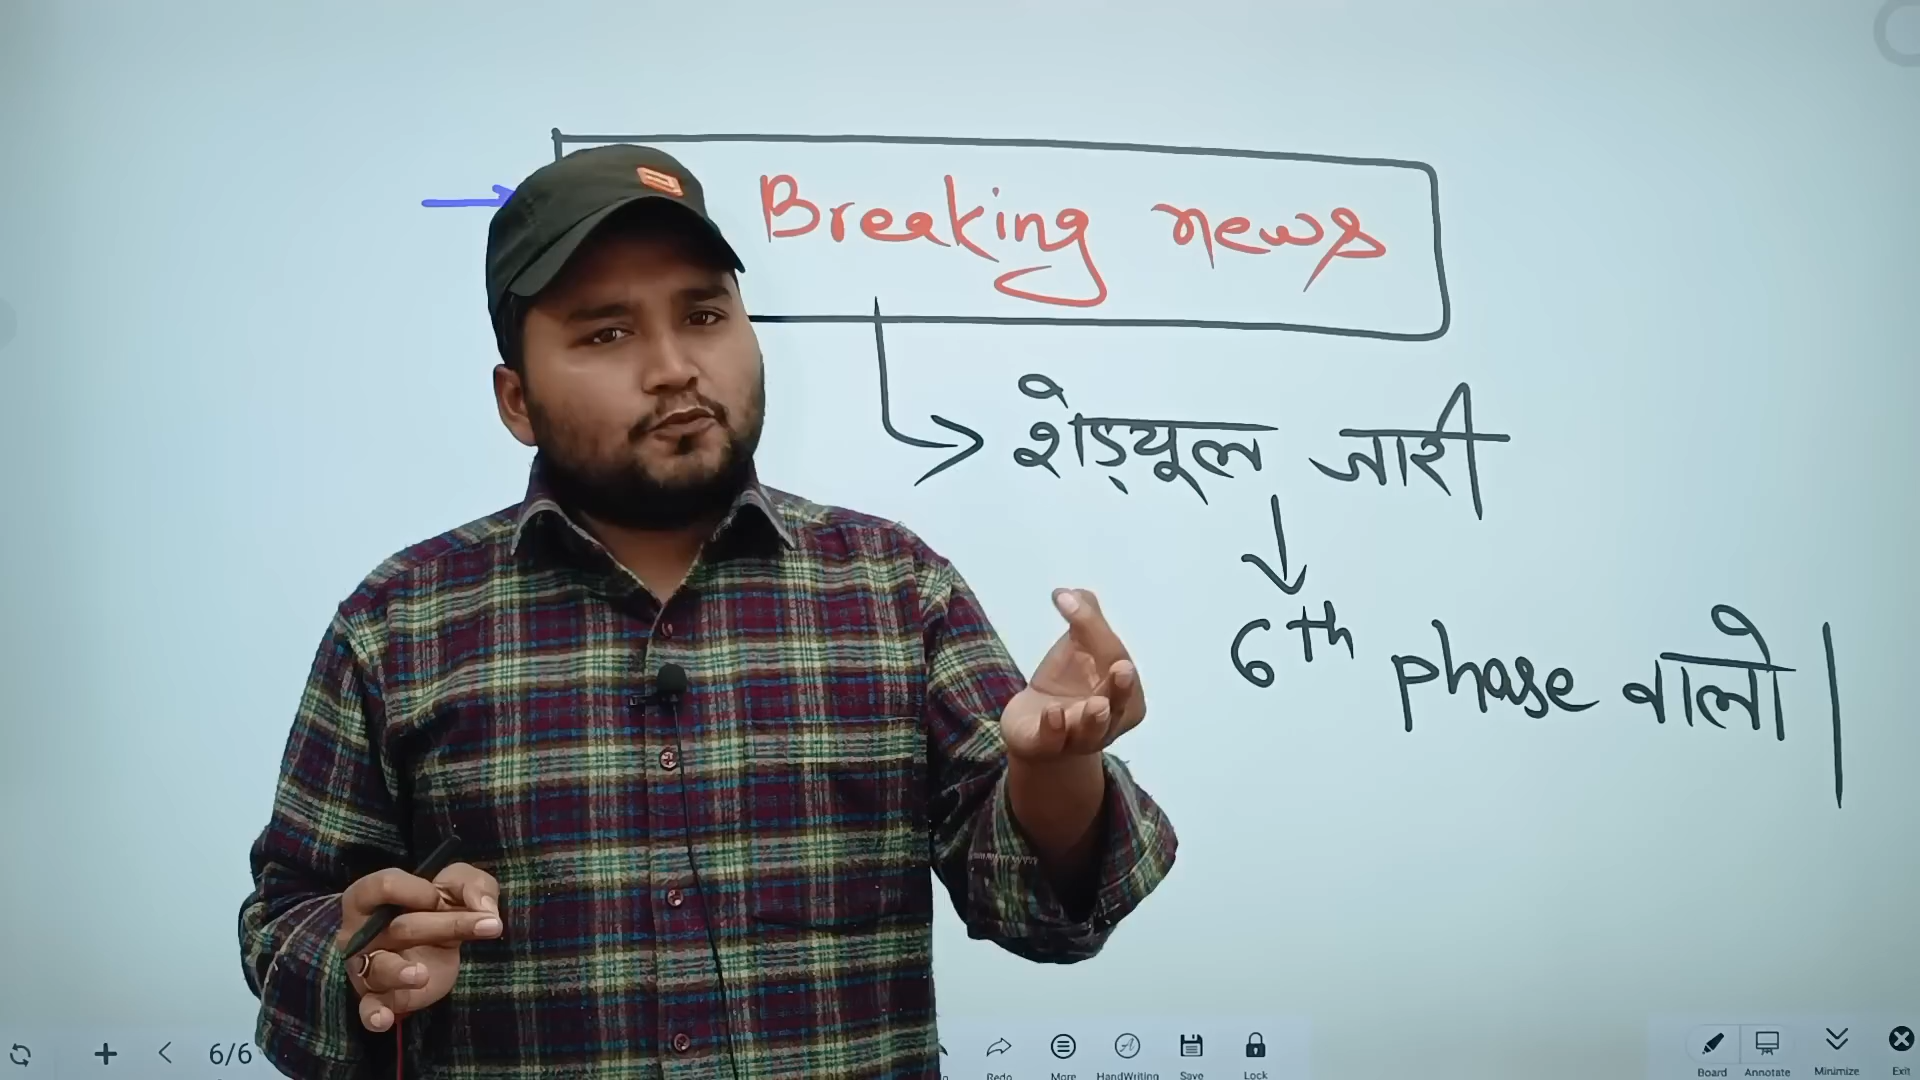 Breaking news
शेड्यूल जारी
6th phase वालो
6/6
Redo More HandWriting Save Lock
Board Annotate Minimize Exit